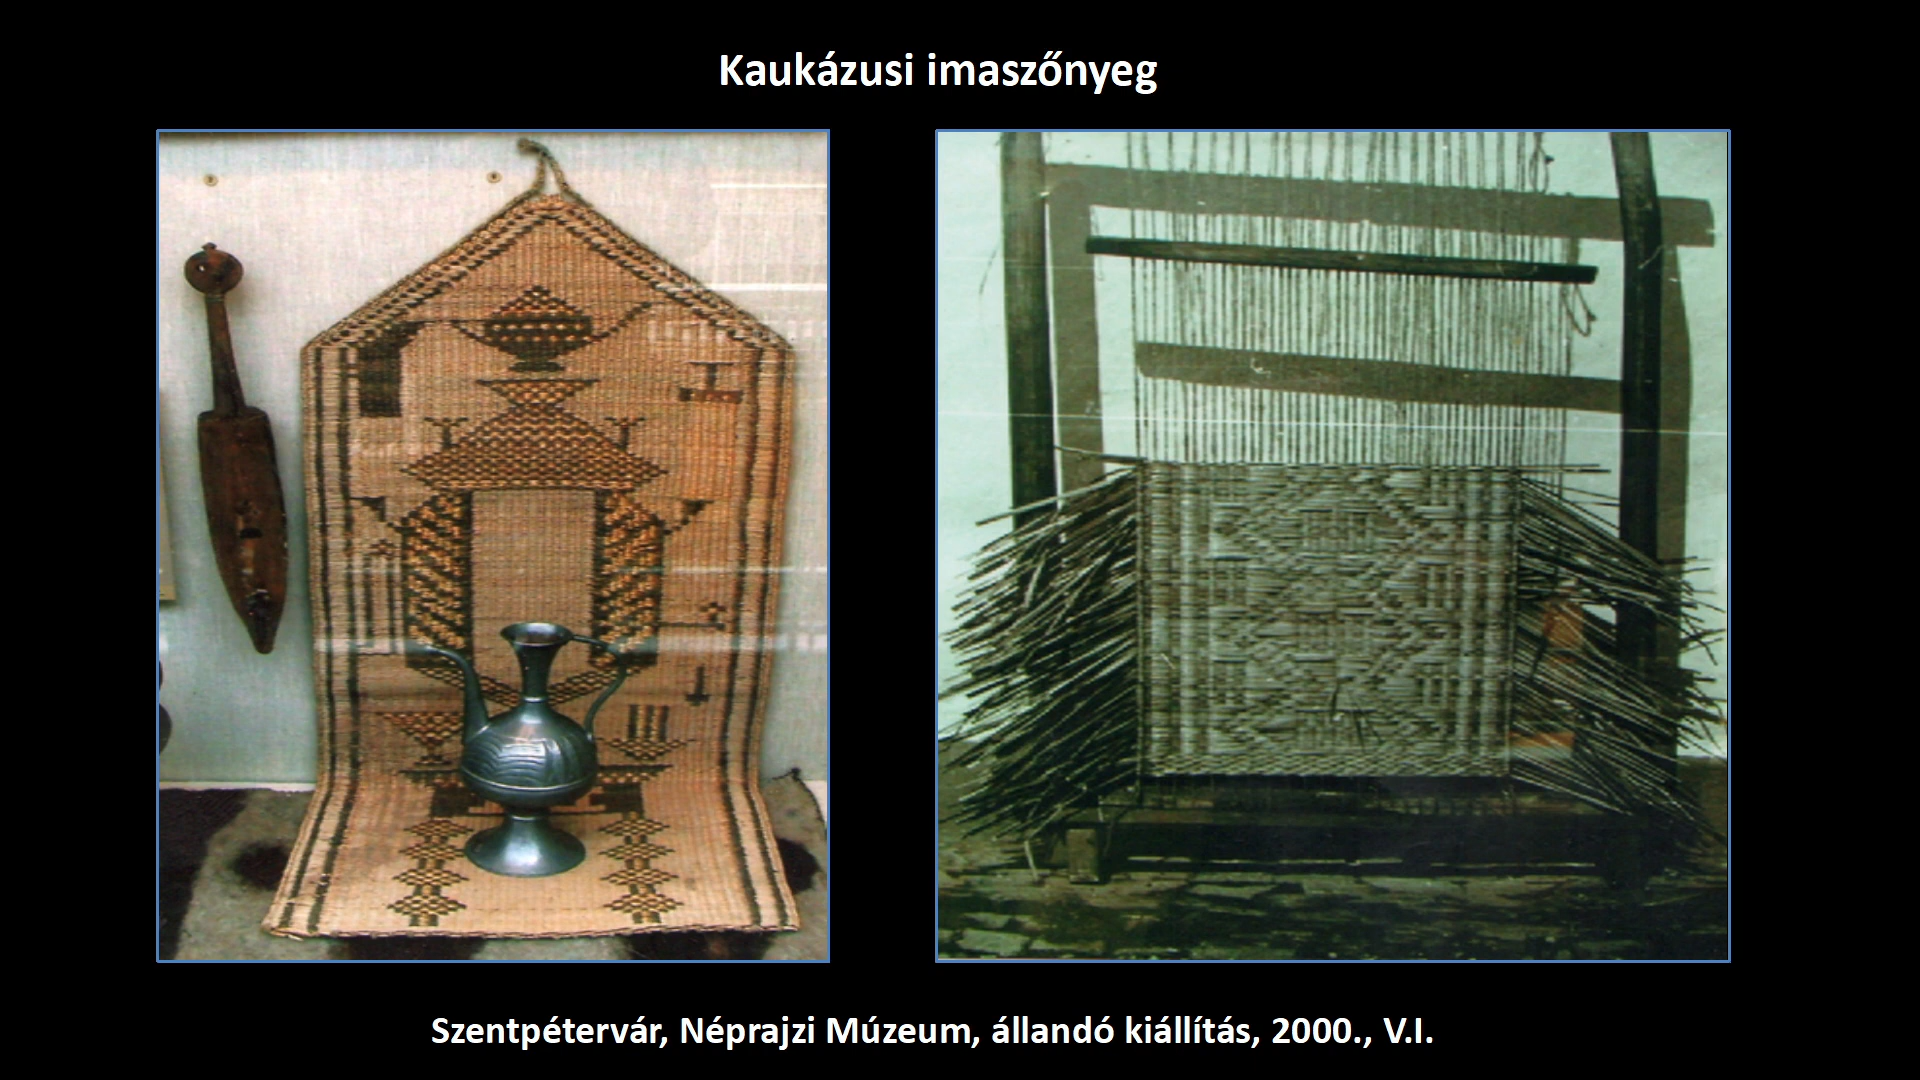 Kaukázusi imaszőnyeg
Szentpétervár, Néprajzi Múzeum, állandó kiállítás, 2000., V.I.